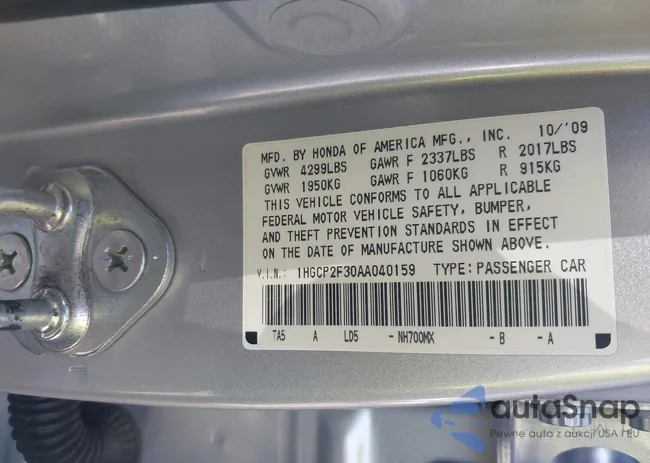 MFD. BY HONDA OF AMERICA MFG., INC. 10/'09
GVWR 4299LBS GAWR F 2337LBS R 2017LBS
GVWR 1950KG GAWR F 1060KG R 915KG
THIS VEHICLE CONFORMS TO ALL APPLICABLE
FEDERAL MOTOR VEHICLE SAFETY, BUMPER,
AND THEFT PREVENTION STANDARDS IN EFFECT
ON THE DATE OF MANUFACTURE SHOWN ABOVE.
V.I.N.: 1HGCP2F30AA040159 TYPE: PASSENGER CAR
TA5 A LD5 -NH700MX -B -A
autaSnap
Pewne auta z aukcji USA i EU